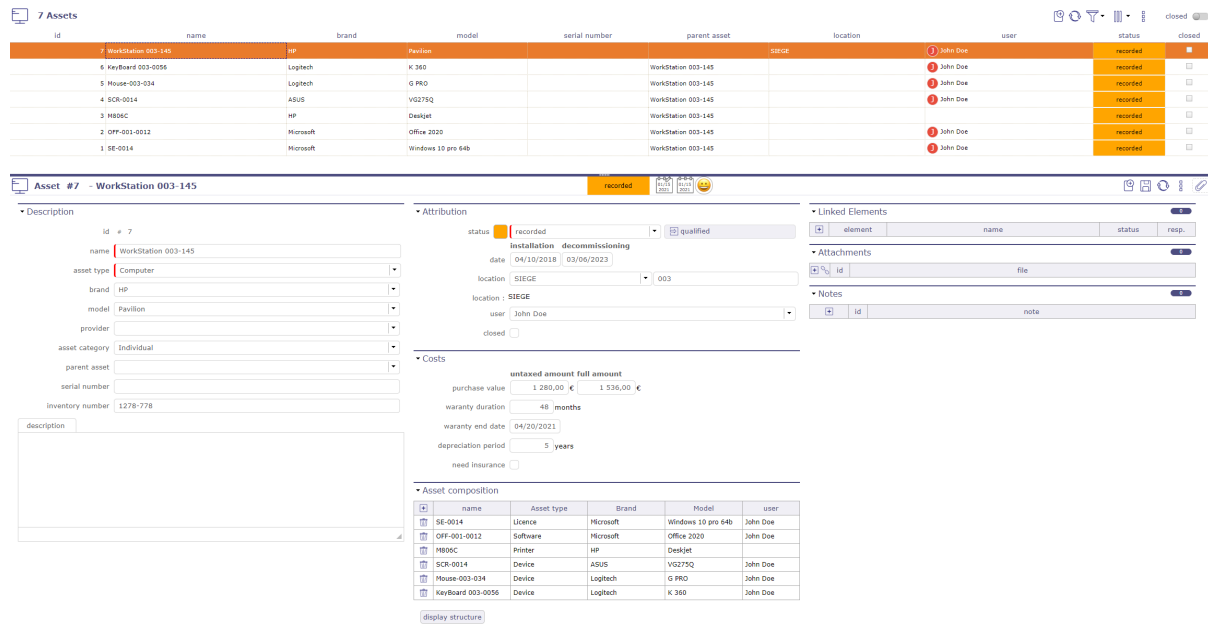 7 Assets
closed
id name brand model serial number parent asset location user status closed
7 WorkStation 003-145 HP Pavilion SIEGE J John Doe recorded
6 KeyBoard 003-0056 Logitech K 360 WorkStation 003-145 J John Doe recorded
5 Mouse-003-034 Logitech G PRO WorkStation 003-145 J John Doe recorded
4 SCR-0014 ASUS VG275Q WorkStation 003-145 J John Doe recorded
3 M806C HP Deskjet WorkStation 003-145 recorded
2 OFF-001-0012 Microsoft Office 2020 WorkStation 003-145 J John Doe recorded
1 SE-0014 Microsoft Windows 10 pro 64b WorkStation 003-145 J John Doe recorded
Asset #7 - WorkStation 003-145
recorded
01/15 2021
01/15 2021
Description
id # 7
name WorkStation 003-145
asset type Computer
brand HP
model Pavilion
provider
asset category Individual
parent asset
serial number
inventory number 1278-778
description
Attribution
status recorded qualified
installation decommissioning
date 04/10/2018 03/06/2023
location SIEGE 003
location : SIEGE
user John Doe
closed
Costs
untaxed amount full amount
purchase value 1 280,00 € 1 536,00 €
waranty duration 48 months
waranty end date 04/20/2021
depreciation period 5 years
need insurance
Asset composition
name Asset type Brand Model user
SE-0014 Licence Microsoft Windows 10 pro 64b John Doe
OFF-001-0012 Software Microsoft Office 2020 John Doe
M806C Printer HP Deskjet
SCR-0014 Device ASUS VG275Q John Doe
Mouse-003-034 Device Logitech G PRO John Doe
KeyBoard 003-0056 Device Logitech K 360 John Doe
display structure
Linked Elements 0
element name status resp.
Attachments 0
id file
Notes 0
id note